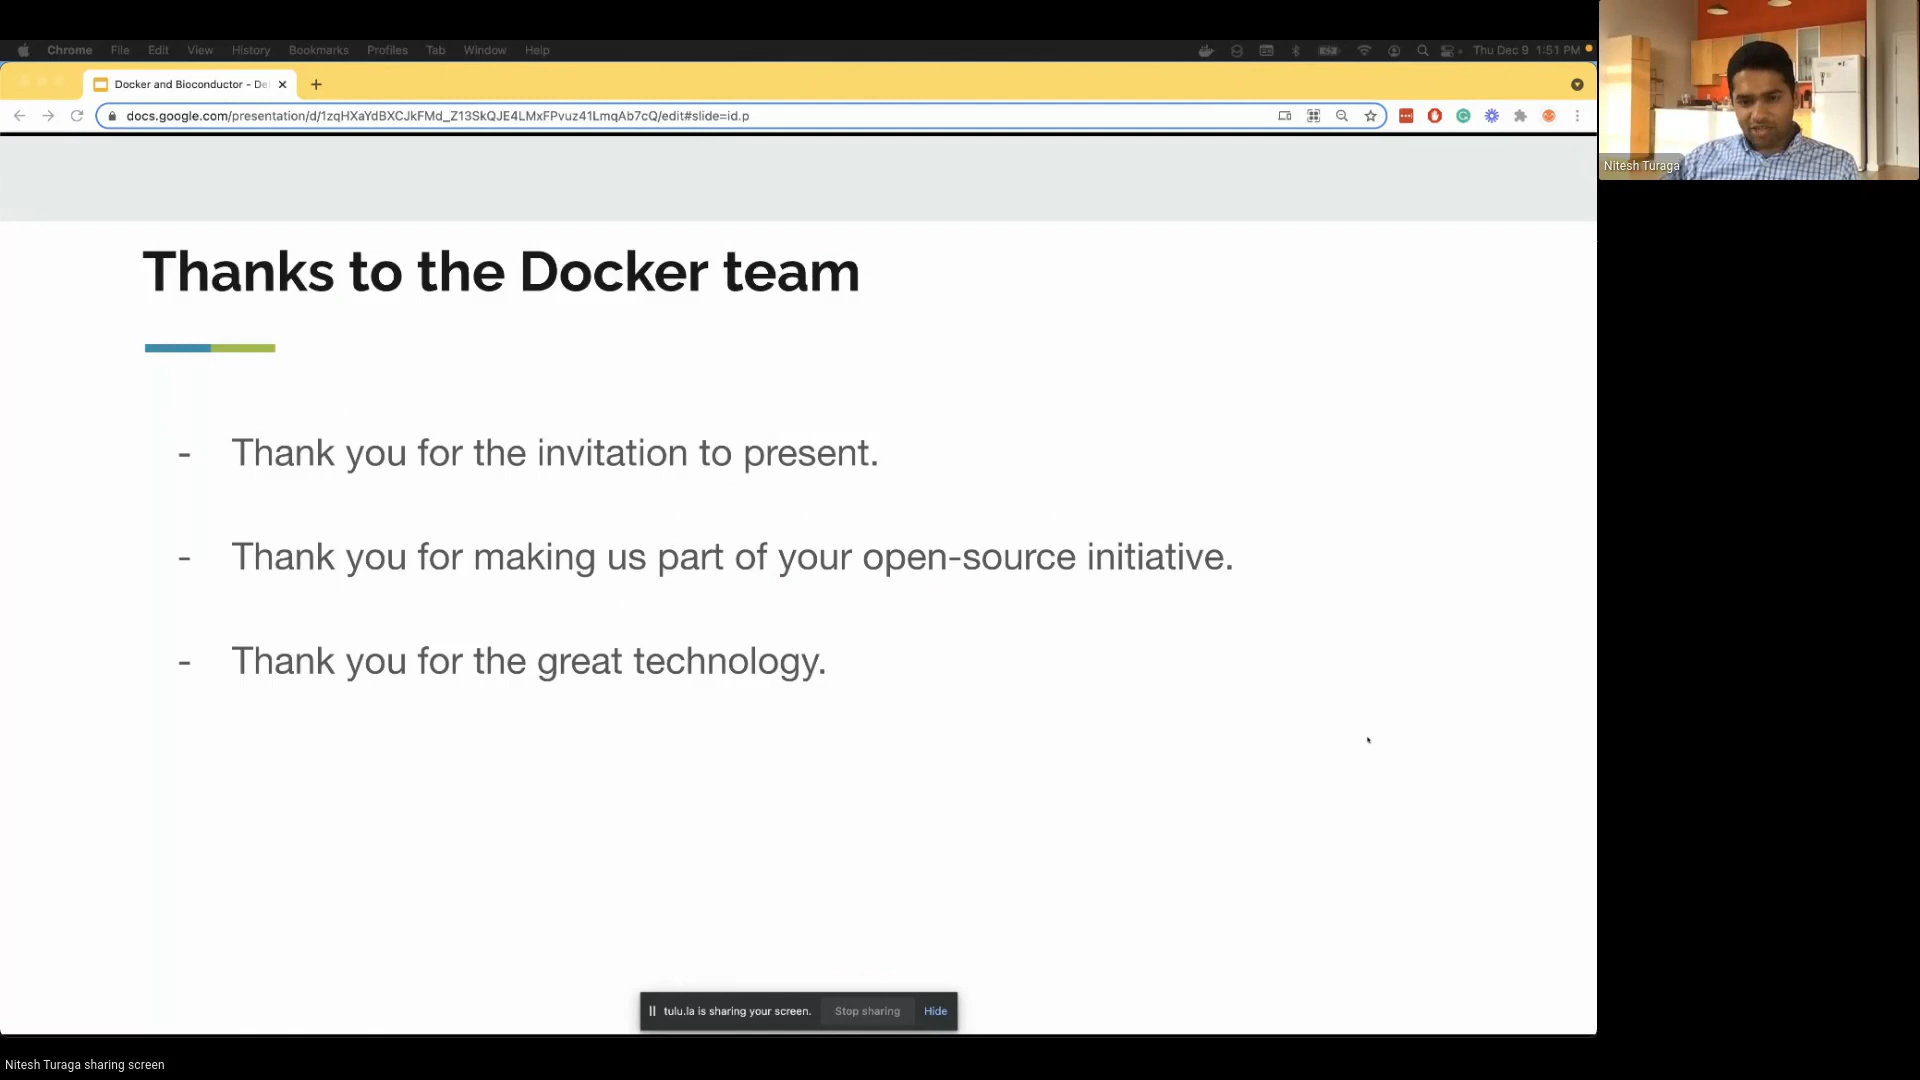 Chrome File Edit View History Bookmarks Profiles Tab Window Help
Thu Dec 9 1:51 PM
Docker and Bioconductor - De
docs.google.com/presentation/d/1zqHXaYdBXCJkFMd_Z13SkQJE4LMxFPvuz41LmqAb7cQ/edit#slide=id.p
Nitesh Turaga
Thanks to the Docker team
- Thank you for the invitation to present.
- Thank you for making us part of your open-source initiative.
- Thank you for the great technology.
tulu.la is sharing your screen. Stop sharing Hide
Nitesh Turaga sharing screen